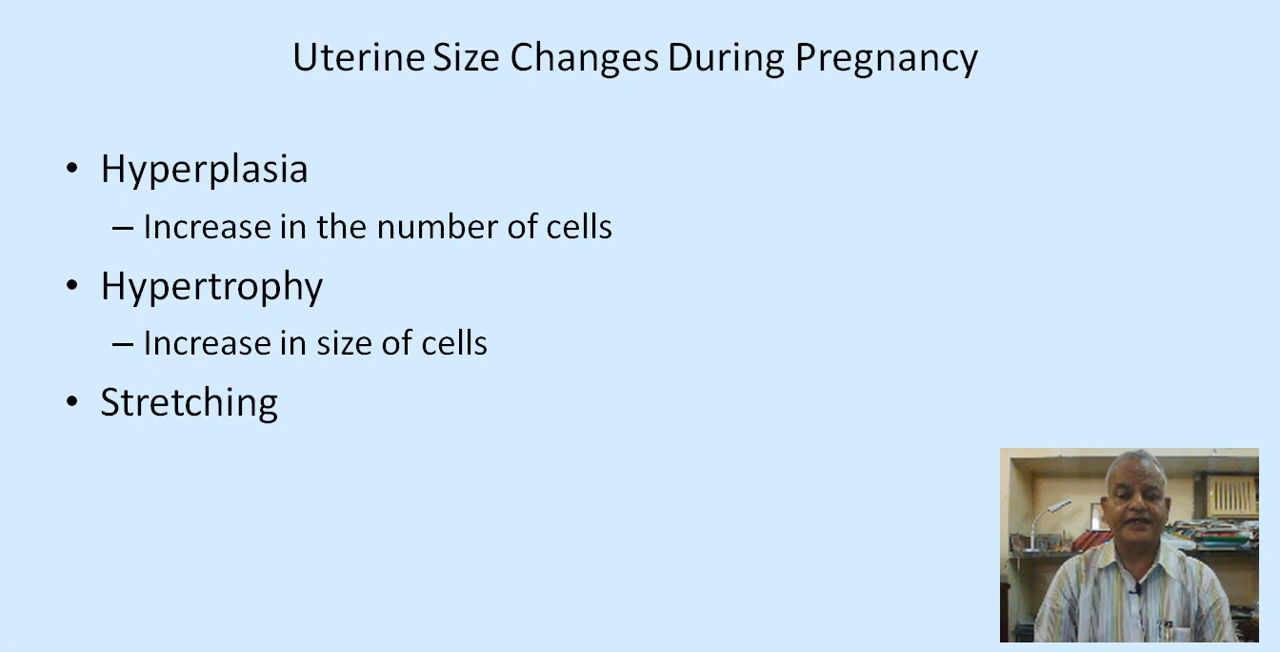 Uterine Size Changes During Pregnancy
• Hyperplasia
– Increase in the number of cells
• Hypertrophy
– Increase in size of cells
• Stretching